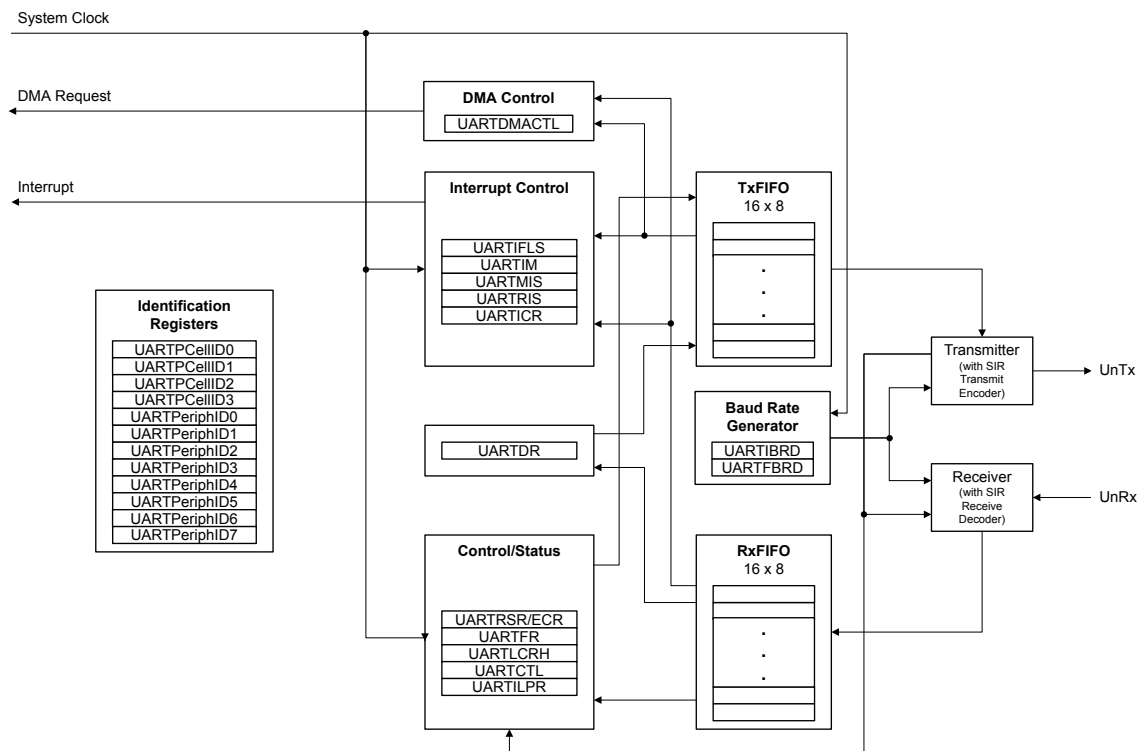 System Clock
DMA Request
DMA Control
UARTDMACTL
Interrupt
Interrupt Control
UARTIFLS
UARTIM
UARTMIS
UARTRIS
UARTICR
TxFIFO
16 x 8
.
.
.
Identification
Registers
UARTPCellID0
UARTPCellID1
UARTPCellID2
UARTPCellID3
UARTPeriphID0
UARTPeriphID1
UARTPeriphID2
UARTPeriphID3
UARTPeriphID4
UARTPeriphID5
UARTPeriphID6
UARTPeriphID7
Transmitter
(with SIR
Transmit
Encoder)
UnTx
Baud Rate
Generator
UARTIBRD
UARTFBRD
UARTDR
Receiver
(with SIR
Receive
Decoder)
UnRx
Control/Status
UARTRSR/ECR
UARTFR
UARTLCRH
UARTCTL
UARTILPR
RxFIFO
16 x 8
.
.
.